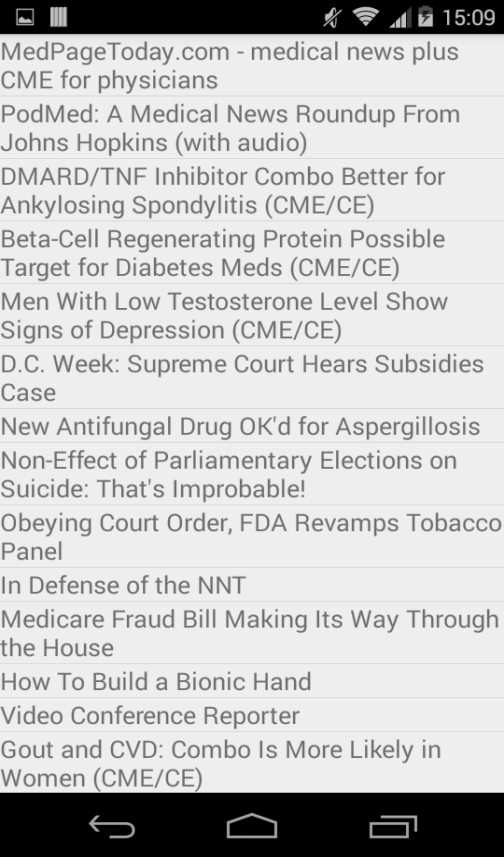 15:09
MedPageToday.com - medical news plus
CME for physicians
PodMed: A Medical News Roundup From
Johns Hopkins (with audio)
DMARD/TNF Inhibitor Combo Better for
Ankylosing Spondylitis (CME/CE)
Beta-Cell Regenerating Protein Possible
Target for Diabetes Meds (CME/CE)
Men With Low Testosterone Level Show
Signs of Depression (CME/CE)
D.C. Week: Supreme Court Hears Subsidies
Case
New Antifungal Drug OK'd for Aspergillosis
Non-Effect of Parliamentary Elections on
Suicide: That's Improbable!
Obeying Court Order, FDA Revamps Tobacco
Panel
In Defense of the NNT
Medicare Fraud Bill Making Its Way Through
the House
How To Build a Bionic Hand
Video Conference Reporter
Gout and CVD: Combo Is More Likely in
Women (CME/CE)